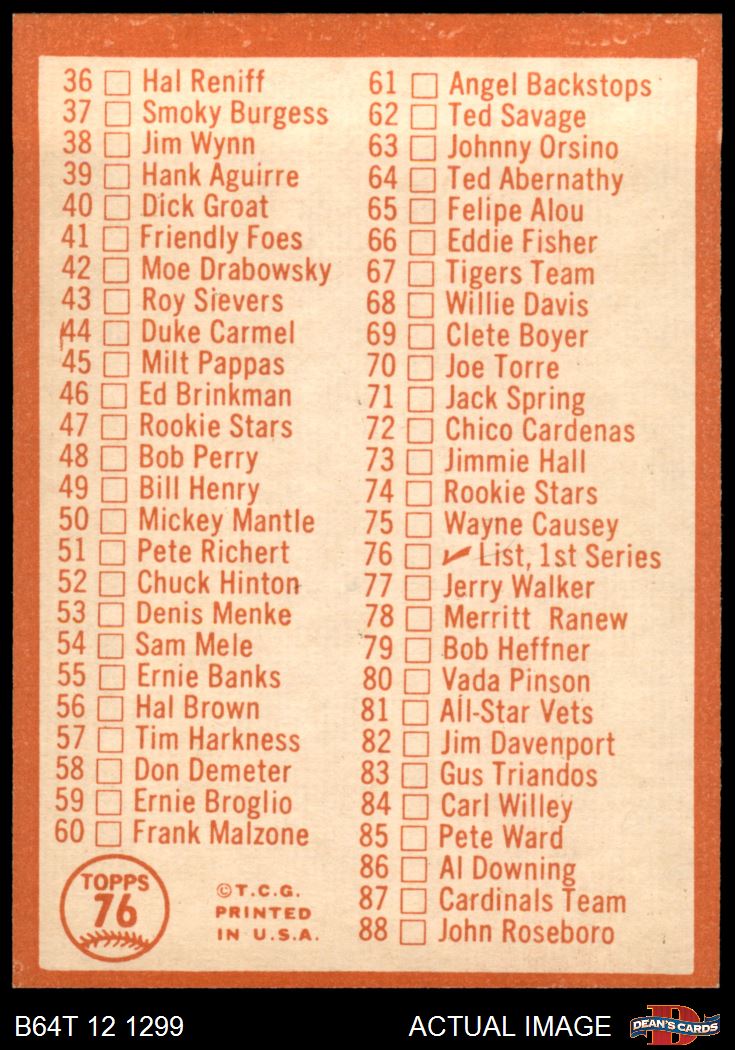 36 Hal Reniff
37 Smoky Burgess
38 Jim Wynn
39 Hank Aguirre
40 Dick Groat
41 Friendly Foes
42 Moe Drabowsky
43 Roy Sievers
44 Duke Carmel
45 Milt Pappas
46 Ed Brinkman
47 Rookie Stars
48 Bob Perry
49 Bill Henry
50 Mickey Mantle
51 Pete Richert
52 Chuck Hinton
53 Denis Menke
54 Sam Mele
55 Ernie Banks
56 Hal Brown
57 Tim Harkness
58 Don Demeter
59 Ernie Broglio
60 Frank Malzone
61 Angel Backstops
62 Ted Savage
63 Johnny Orsino
64 Ted Abernathy
65 Felipe Alou
66 Eddie Fisher
67 Tigers Team
68 Willie Davis
69 Clete Boyer
70 Joe Torre
71 Jack Spring
72 Chico Cardenas
73 Jimmie Hall
74 Rookie Stars
75 Wayne Causey
76 List, 1st Series
77 Jerry Walker
78 Merritt Ranew
79 Bob Heffner
80 Vada Pinson
81 All-Star Vets
82 Jim Davenport
83 Gus Triandos
84 Carl Willey
85 Pete Ward
86 Al Downing
87 Cardinals Team
88 John Roseboro
TOPPS
76
©T.C.G.
PRINTED
IN U.S.A.
B64T 12 1299
ACTUAL IMAGE
D
DEAN'S CARDS